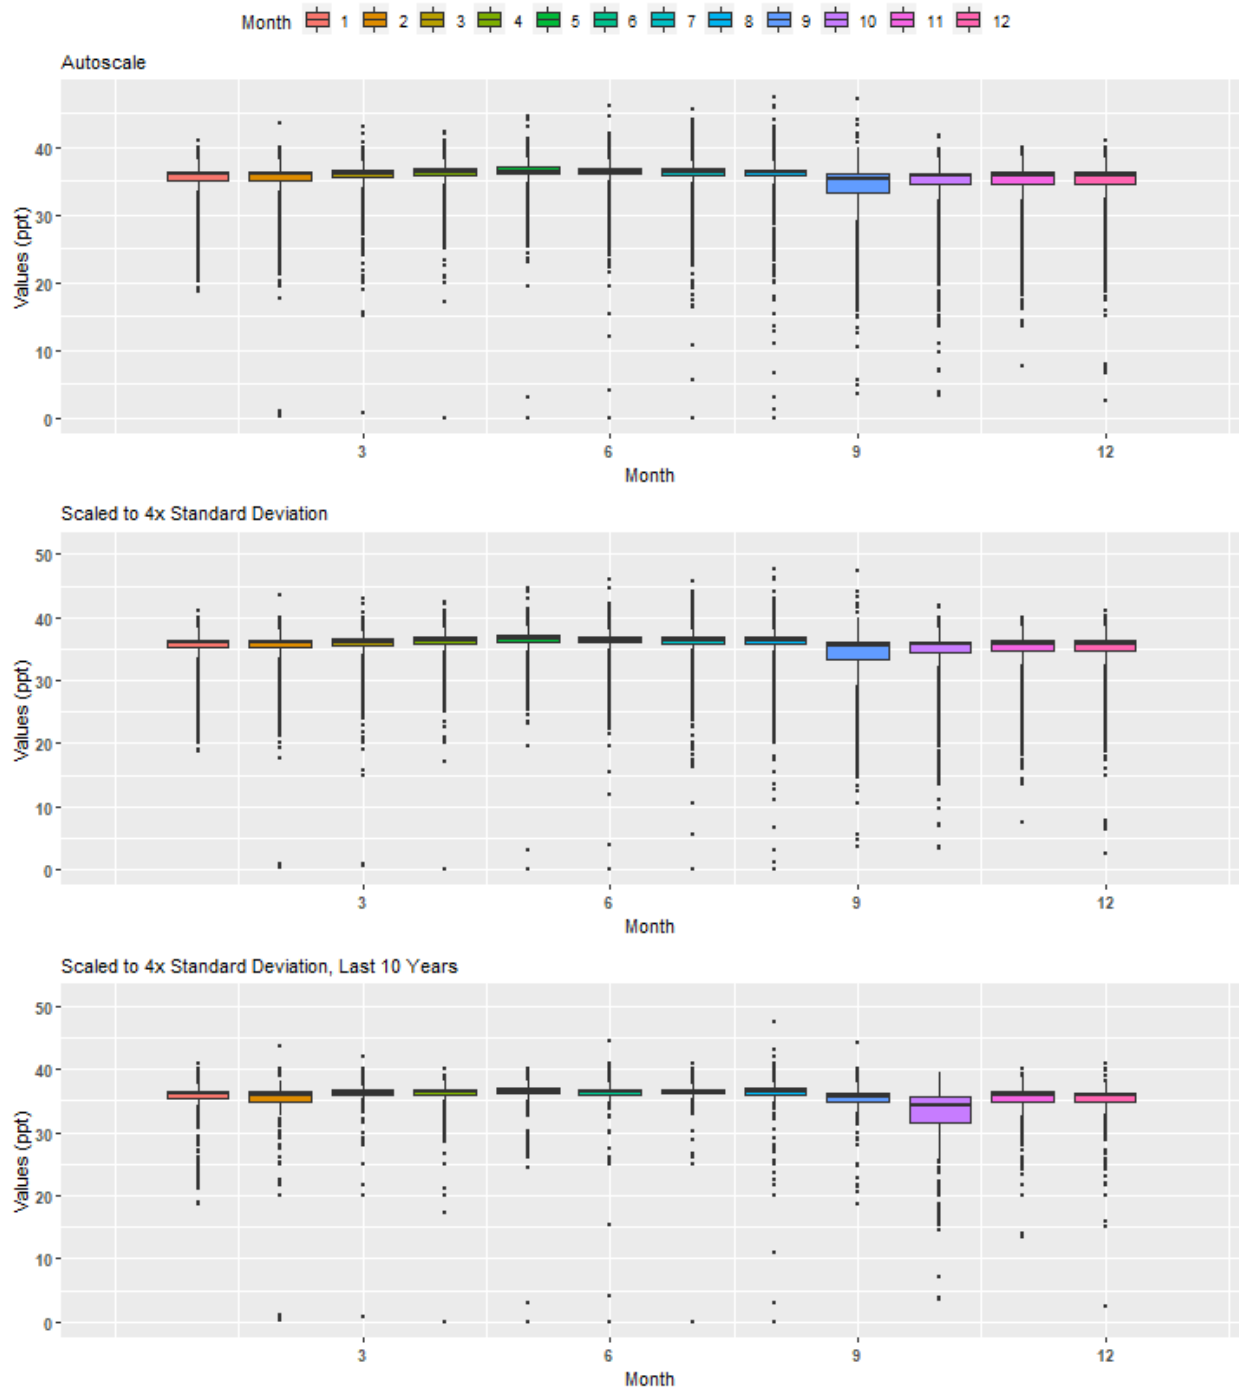 Month 1 2 3 4 5 6 7 8 9 10 11 12
Autoscale
Values (ppt)
40
30
20
10
0
3 6 9 12
Month
Scaled to 4x Standard Deviation
Values (ppt)
50
40
30
20
10
0
3 6 9 12
Month
Scaled to 4x Standard Deviation, Last 10 Years
Values (ppt)
50
40
30
20
10
0
3 6 9 12
Month